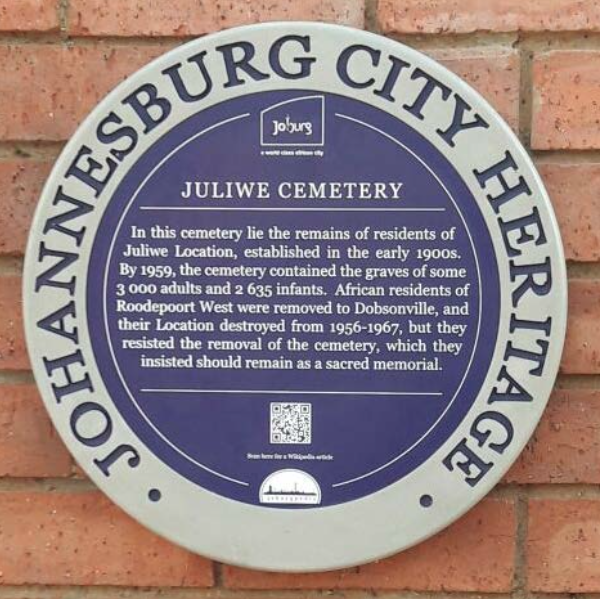 JOHANNESBURG CITY HERITAGE
Joburg
a world class african city
JULIWE CEMETERY
In this cemetery lie the remains of residents of
Juliwe Location, established in the early 1900s.
By 1959, the cemetery contained the graves of some
3 000 adults and 2 635 infants. African residents of
Roodepoort West were removed to Dobsonville, and
their Location destroyed from 1956-1967, but they
resisted the removal of the cemetery, which they
insisted should remain as a sacred memorial.
Scan here for a Wikipedia article